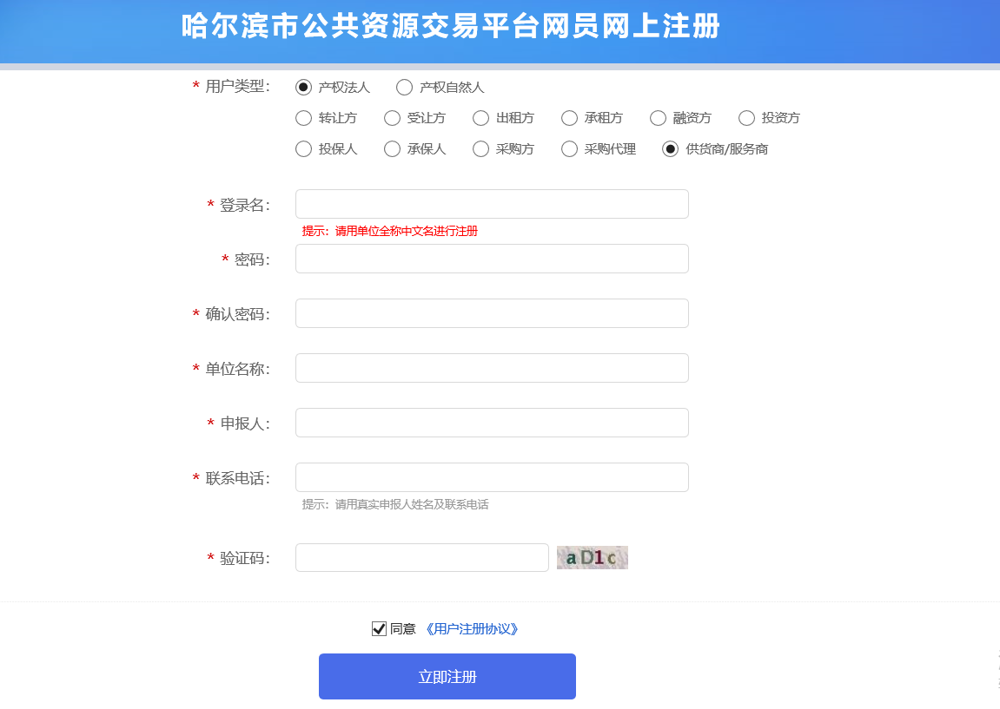 哈尔滨市公共资源交易平台网员网上注册
* 用户类型： 产权法人 产权自然人
转让方 受让方 出租方 承租方 融资方 投资方
投保人 承保人 采购方 采购代理 供货商/服务商
* 登录名：
提示：请用单位全称中文名进行注册
* 密码：
* 确认密码：
* 单位名称：
* 申报人：
* 联系电话：
提示：请用真实申报人姓名及联系电话
* 验证码： aD1c
同意 《用户注册协议》
立即注册